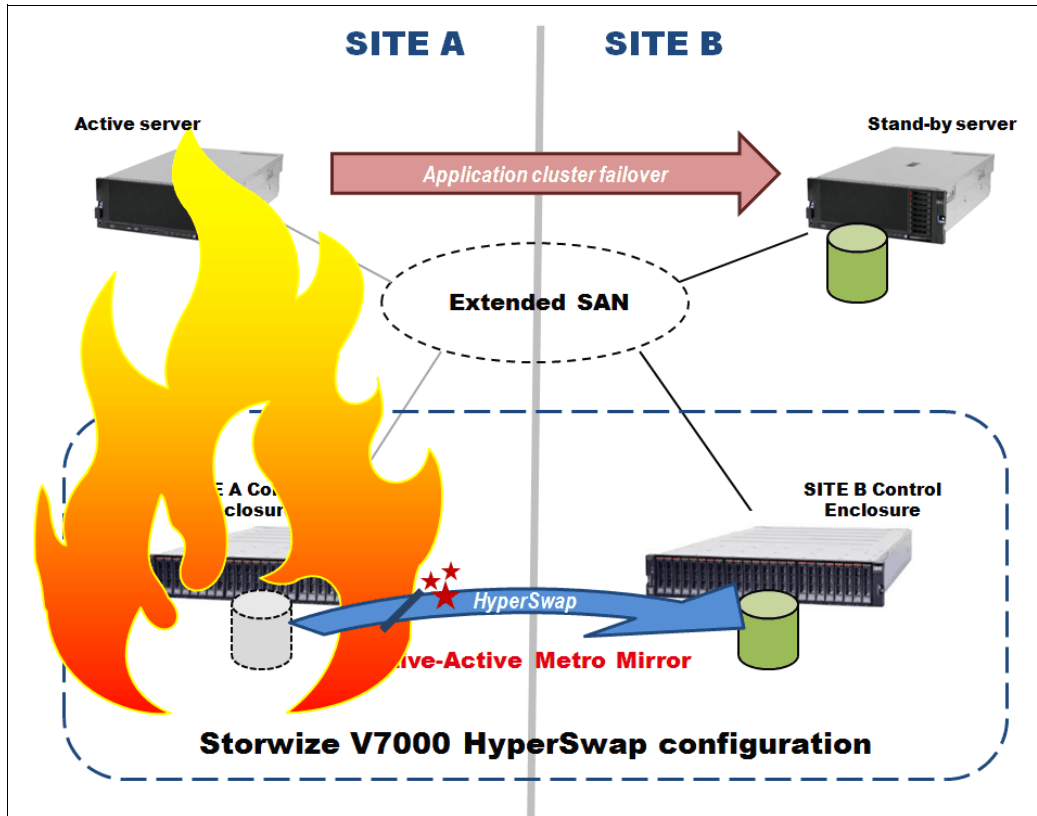 SITE A
SITE B
Active server
Stand-by server
Application cluster failover
Extended SAN
SITE B Control
Enclosure
HyperSwap
Metro Mirror
Storwize V7000 HyperSwap configuration